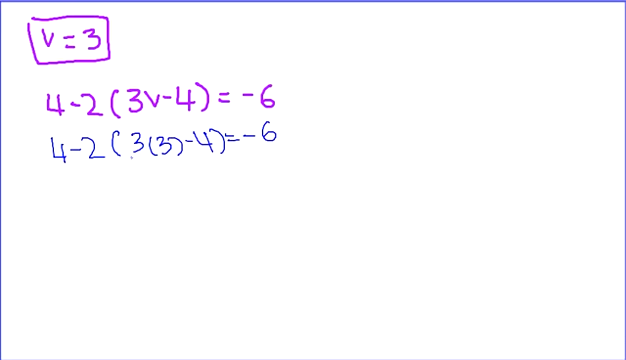 v = 3
4-2(3v-4) = -6
4-2(3(3)-4) = -6